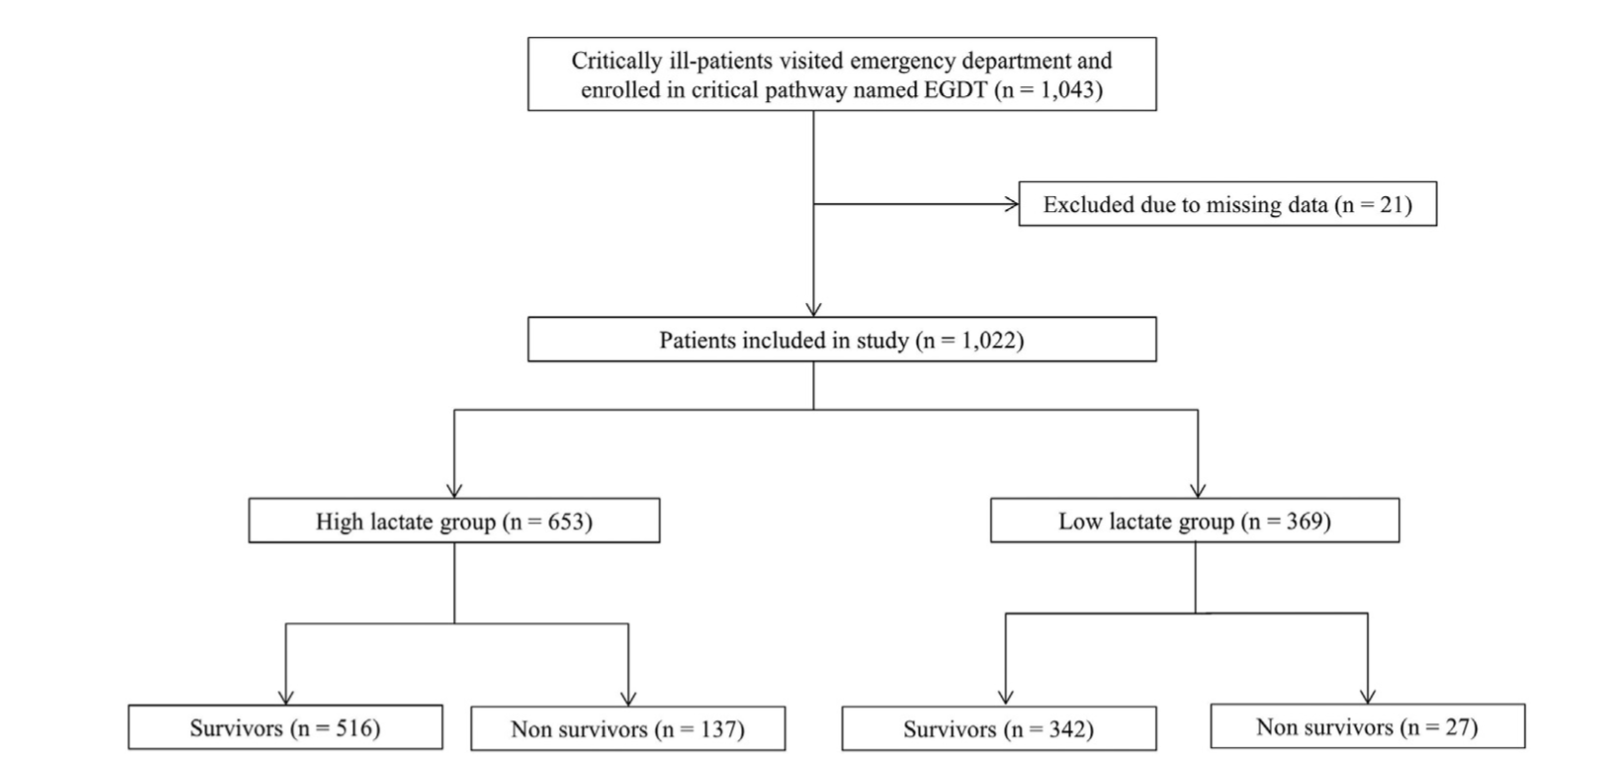 Critically ill-patients visited emergency department and
enrolled in critical pathway named EGDT (n = 1,043)
Excluded due to missing data (n = 21)
Patients included in study (n = 1,022)
High lactate group (n = 653)
Low lactate group (n = 369)
Survivors (n = 516)
Non survivors (n = 137)
Survivors (n = 342)
Non survivors (n = 27)